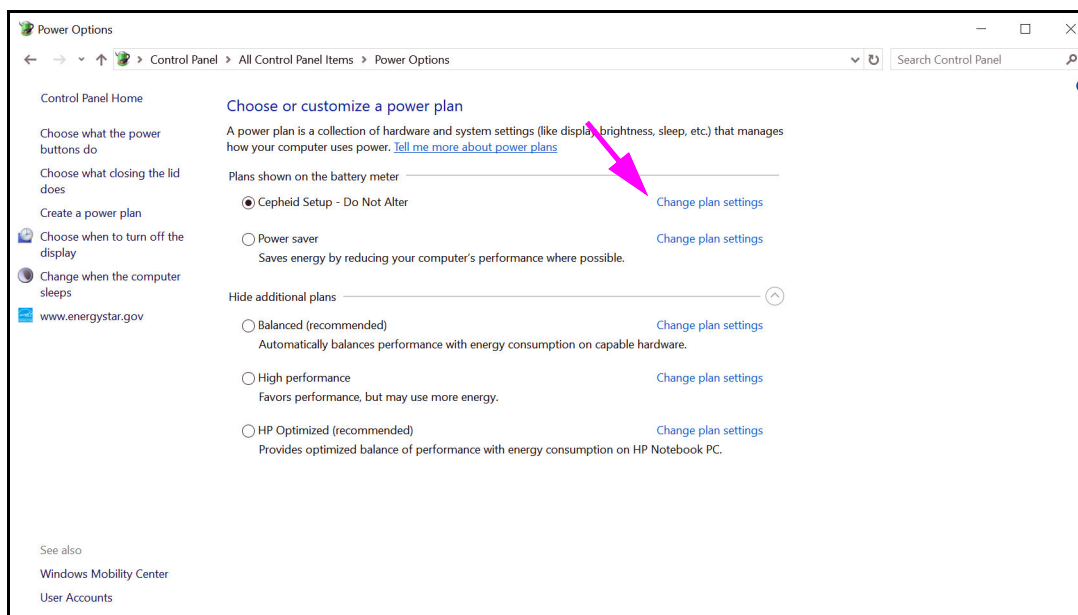 Power Options
Control Panel > All Control Panel Items > Power Options
Search Control Panel
Control Panel Home
Choose what the power
buttons do
Choose what closing the lid
does
Create a power plan
Choose when to turn off the
display
Change when the computer
sleeps
www.energystar.gov
Choose or customize a power plan
A power plan is a collection of hardware and system settings (like display brightness, sleep, etc.) that manages
how your computer uses power. Tell me more about power plans
Plans shown on the battery meter
Cepheid Setup - Do Not Alter Change plan settings
Power saver Change plan settings
Saves energy by reducing your computer's performance where possible.
Hide additional plans
Balanced (recommended) Change plan settings
Automatically balances performance with energy consumption on capable hardware.
High performance Change plan settings
Favors performance, but may use more energy.
HP Optimized (recommended) Change plan settings
Provides optimized balance of performance with energy consumption on HP Notebook PC.
See also
Windows Mobility Center
User Accounts